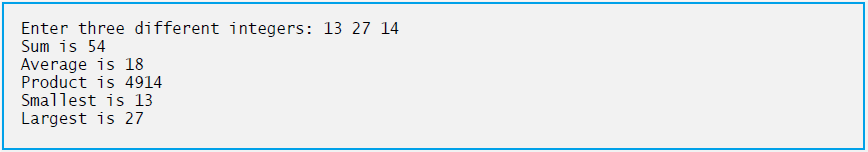 Enter three different integers: 13 27 14
Sum is 54
Average is 18
Product is 4914
Smallest is 13
Largest is 27